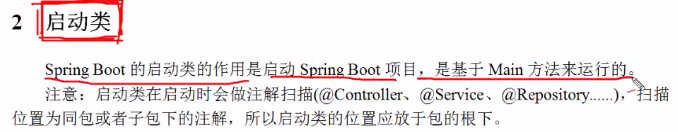 2 启动类
Spring Boot 的启动类的作用是启动 Spring Boot 项目，是基于 Main 方法来运行的。
注意：启动类在启动时会做注解扫描(@Controller、@Service、@Repository......)，扫描
位置为同包或者子包下的注解，所以启动类的位置应放于包的根下。